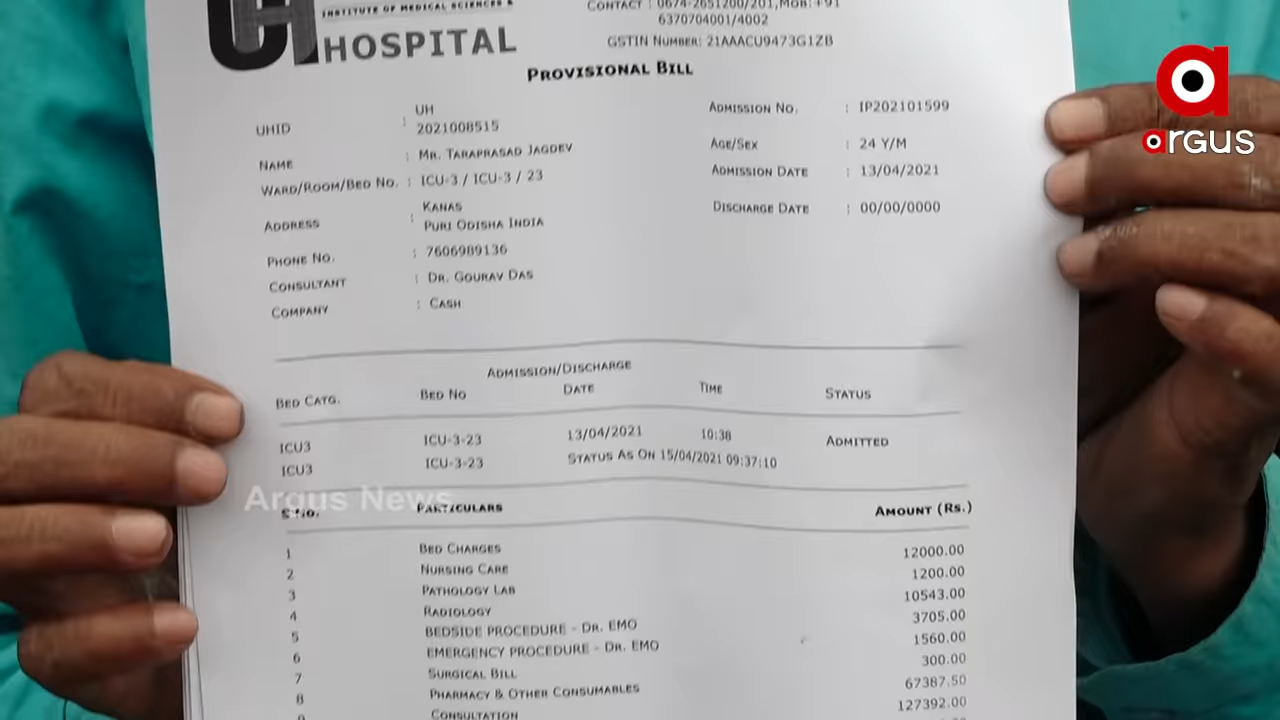 INSTITUTE OF MEDICAL SCIENCES &
HOSPITAL
CONTACT : 0674-2651200/201,MOB:+91
6370704001/4002
GSTIN NUMBER: 21AAACU9473G1ZB
PROVISIONAL BILL
argus
UHID : UH 2021008515
ADMISSION NO. : IP202101599
NAME : MR. TARAPRASAD JAGDEV
AGE/SEX : 24 Y/M
WARD/ROOM/BED NO. : ICU-3 / ICU-3 / 23
ADMISSION DATE : 13/04/2021
ADDRESS : KANAS
PURI ODISHA INDIA
DISCHARGE DATE : 00/00/0000
PHONE NO. : 7606989136
CONSULTANT : DR. GOURAV DAS
COMPANY : CASH
BED CATG. BED NO ADMISSION/DISCHARGE DATE TIME STATUS
ICU3 ICU-3-23 13/04/2021 10:38 ADMITTED
ICU3 ICU-3-23 STATUS AS ON 15/04/2021 09:37:10
Argus News
S.NO. PARTICULARS AMOUNT (RS.)
1 BED CHARGES 12000.00
2 NURSING CARE 1200.00
3 PATHOLOGY LAB 10543.00
4 RADIOLOGY 3705.00
5 BEDSIDE PROCEDURE - DR. EMO 1560.00
6 EMERGENCY PROCEDURE - DR. EMO 300.00
7 SURGICAL BILL 67387.50
8 PHARMACY & OTHER CONSUMABLES 127392.00
9 CONSULTATION